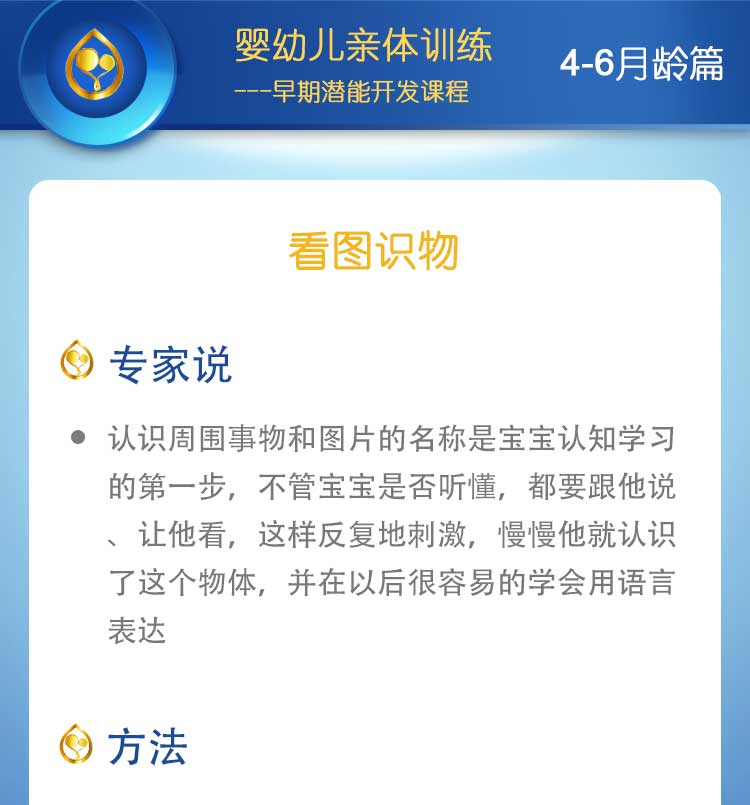 婴幼儿亲体训练
---早期潜能开发课程
4-6月龄篇
看图识物
专家说
● 认识周围事物和图片的名称是宝宝认知学习
的第一步，不管宝宝是否听懂，都要跟他说
、让他看，这样反复地刺激，慢慢他就认识
了这个物体，并在以后很容易的学会用语言
表达
方法